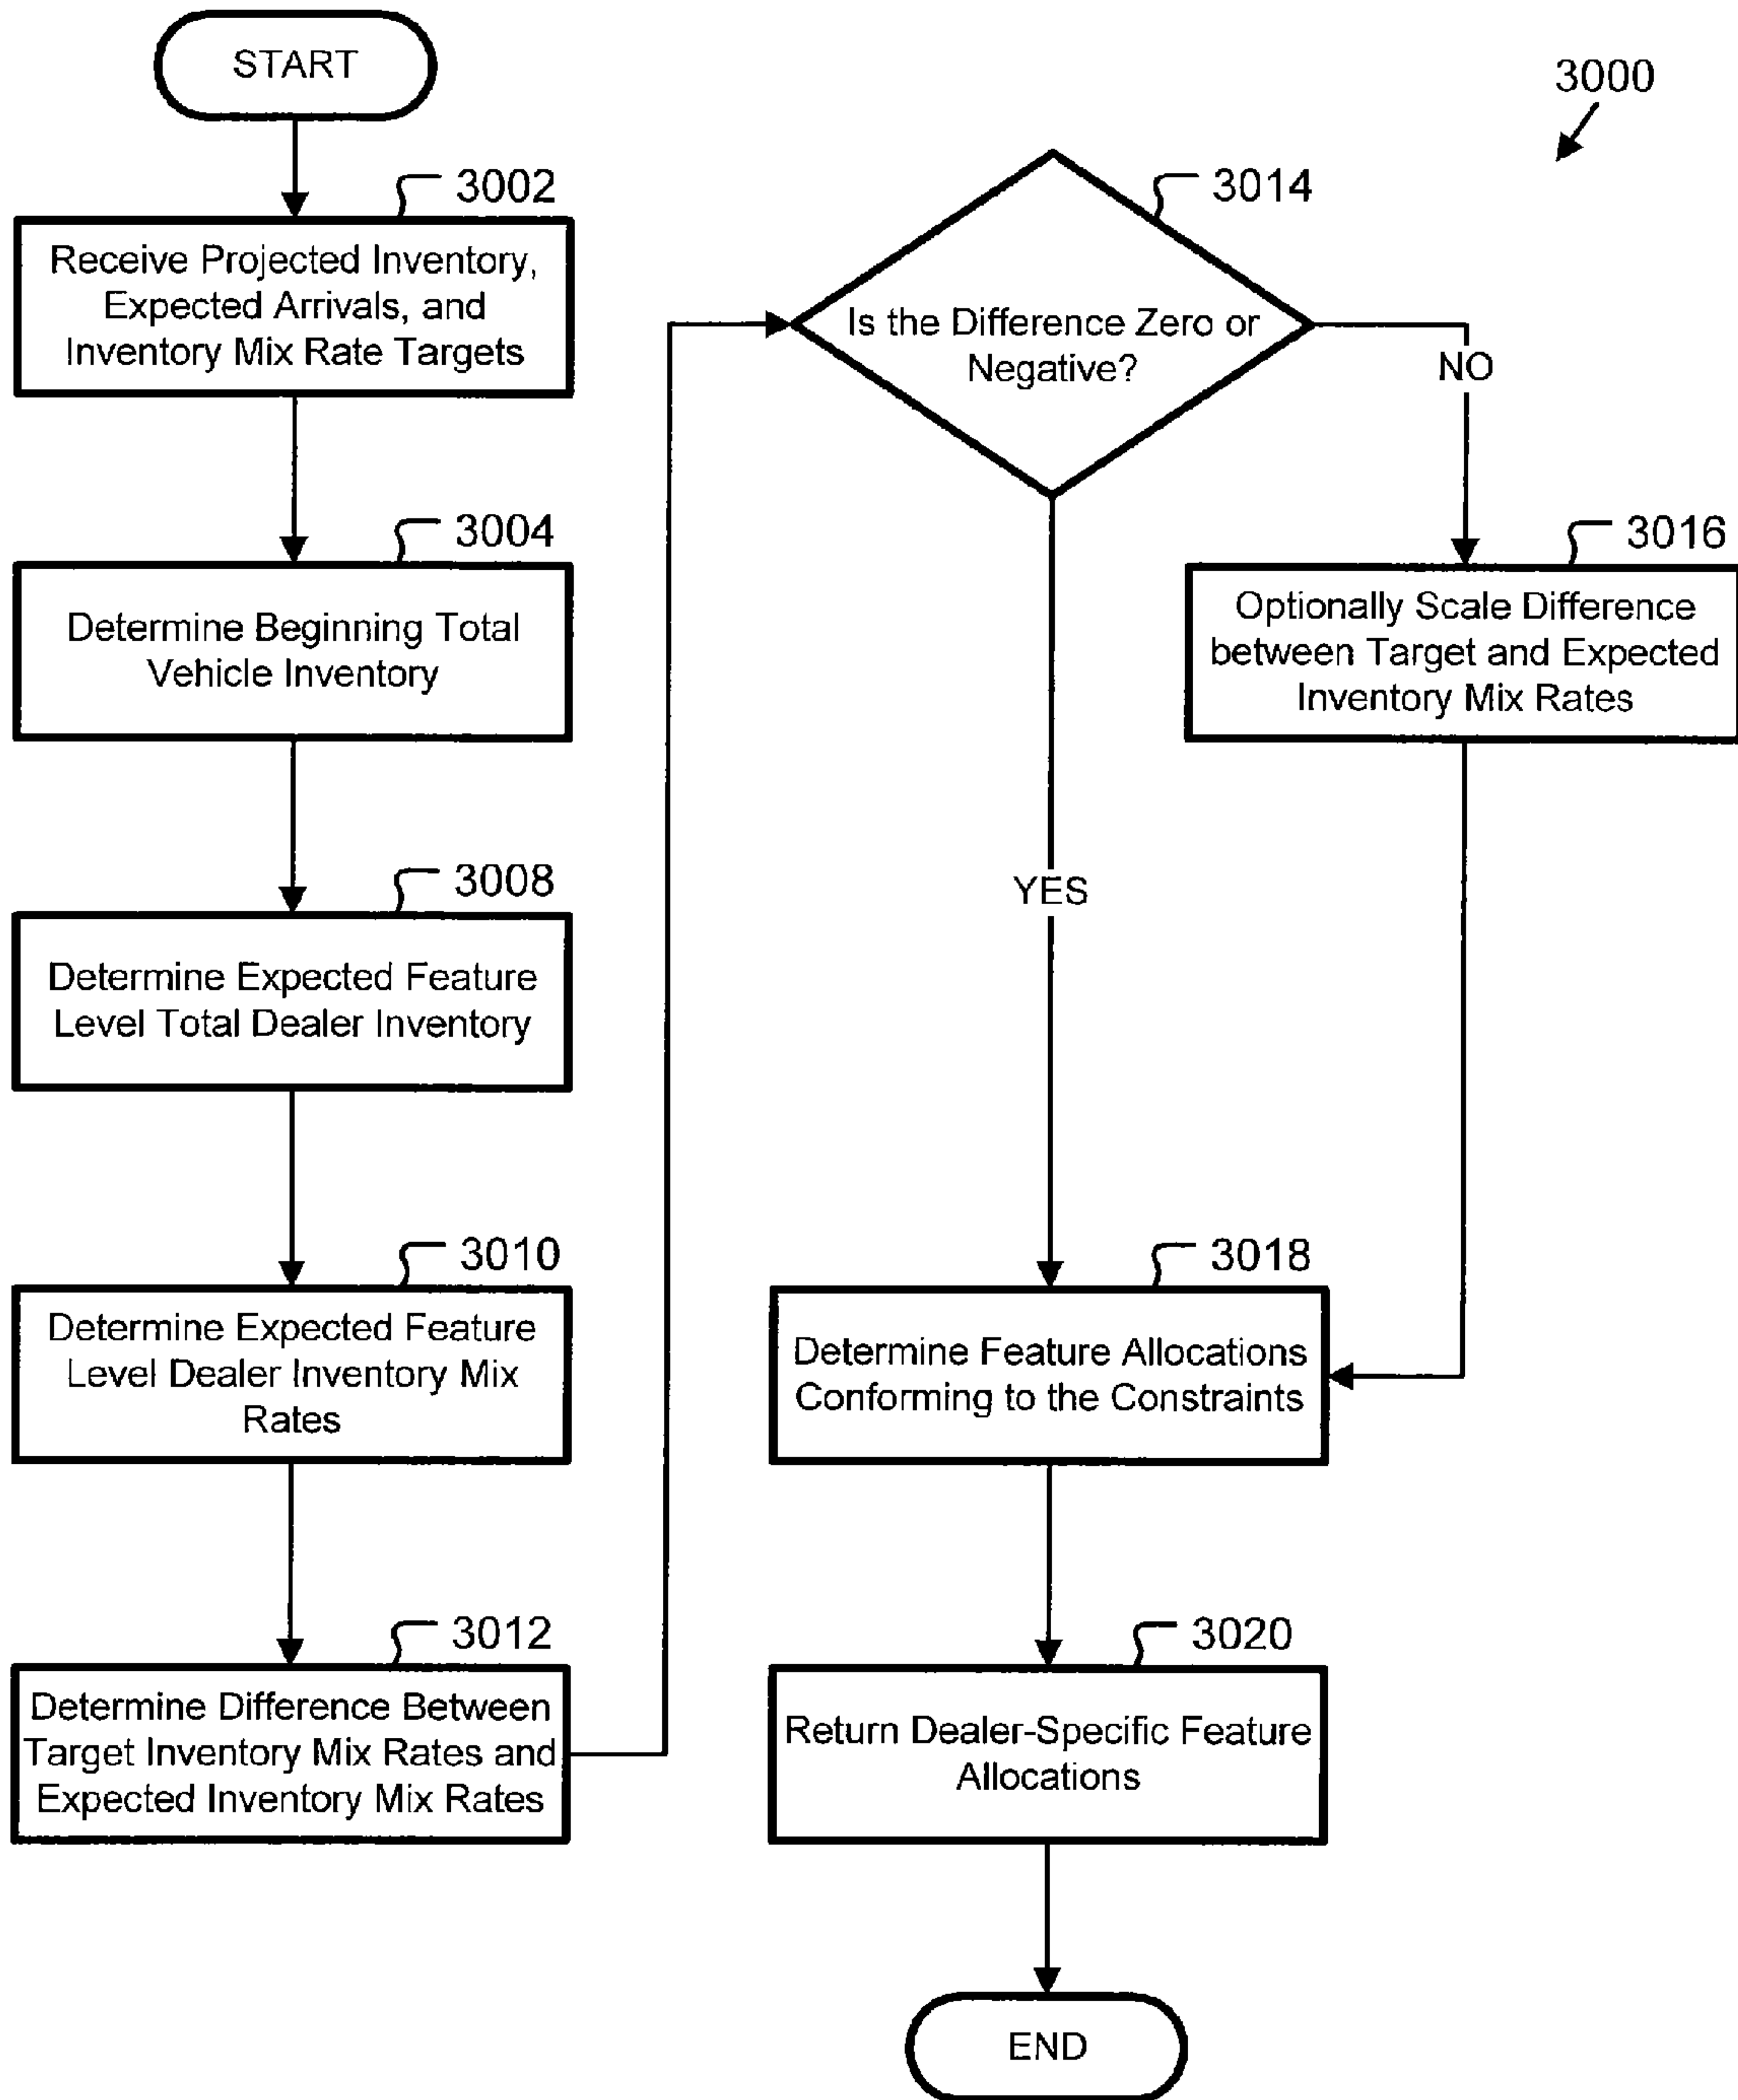 START
3000
3002
Receive Projected Inventory,
Expected Arrivals, and
Inventory Mix Rate Targets
3004
Determine Beginning Total
Vehicle Inventory
3008
Determine Expected Feature
Level Total Dealer Inventory
3010
Determine Expected Feature
Level Dealer Inventory Mix
Rates
3012
Determine Difference Between
Target Inventory Mix Rates and
Expected Inventory Mix Rates
3014
Is the Difference Zero or
Negative?
NO
YES
3016
Optionally Scale Difference
between Target and Expected
Inventory Mix Rates
3018
Determine Feature Allocations
Conforming to the Constraints
3020
Return Dealer-Specific Feature
Allocations
END